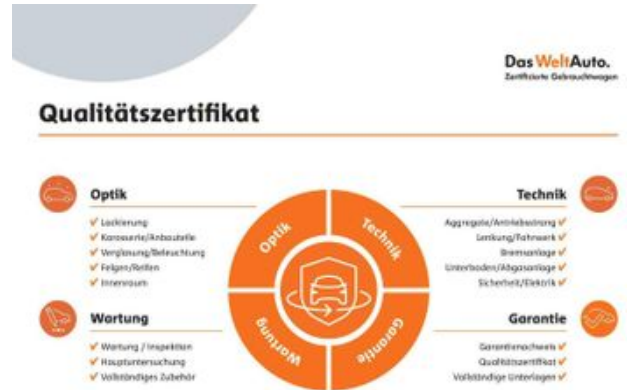 Das WeltAuto.
Zertifizierte Gebrauchtwagen
Qualitätszertifikat
Optik
✔ Lackierung
✔ Karosserie/Anbauteile
✔ Verglasung/Beleuchtung
✔ Felgen/Reifen
✔ Innenraum
Technik
Aggregate/Antriebsstrang ✔
Lenkung/Fahrwerk ✔
Bremsanlage ✔
Unterboden/Abgasanlage ✔
Sicherheit/Elektrik ✔
Optik
Technik
Wartung
Garantie
Wartung
✔ Wartung / Inspektion
✔ Hauptuntersuchung
✔ Vollständiges Zubehör
Garantie
Garantienachweis ✔
Qualitätszertifikat ✔
Vollständige Unterlagen ✔